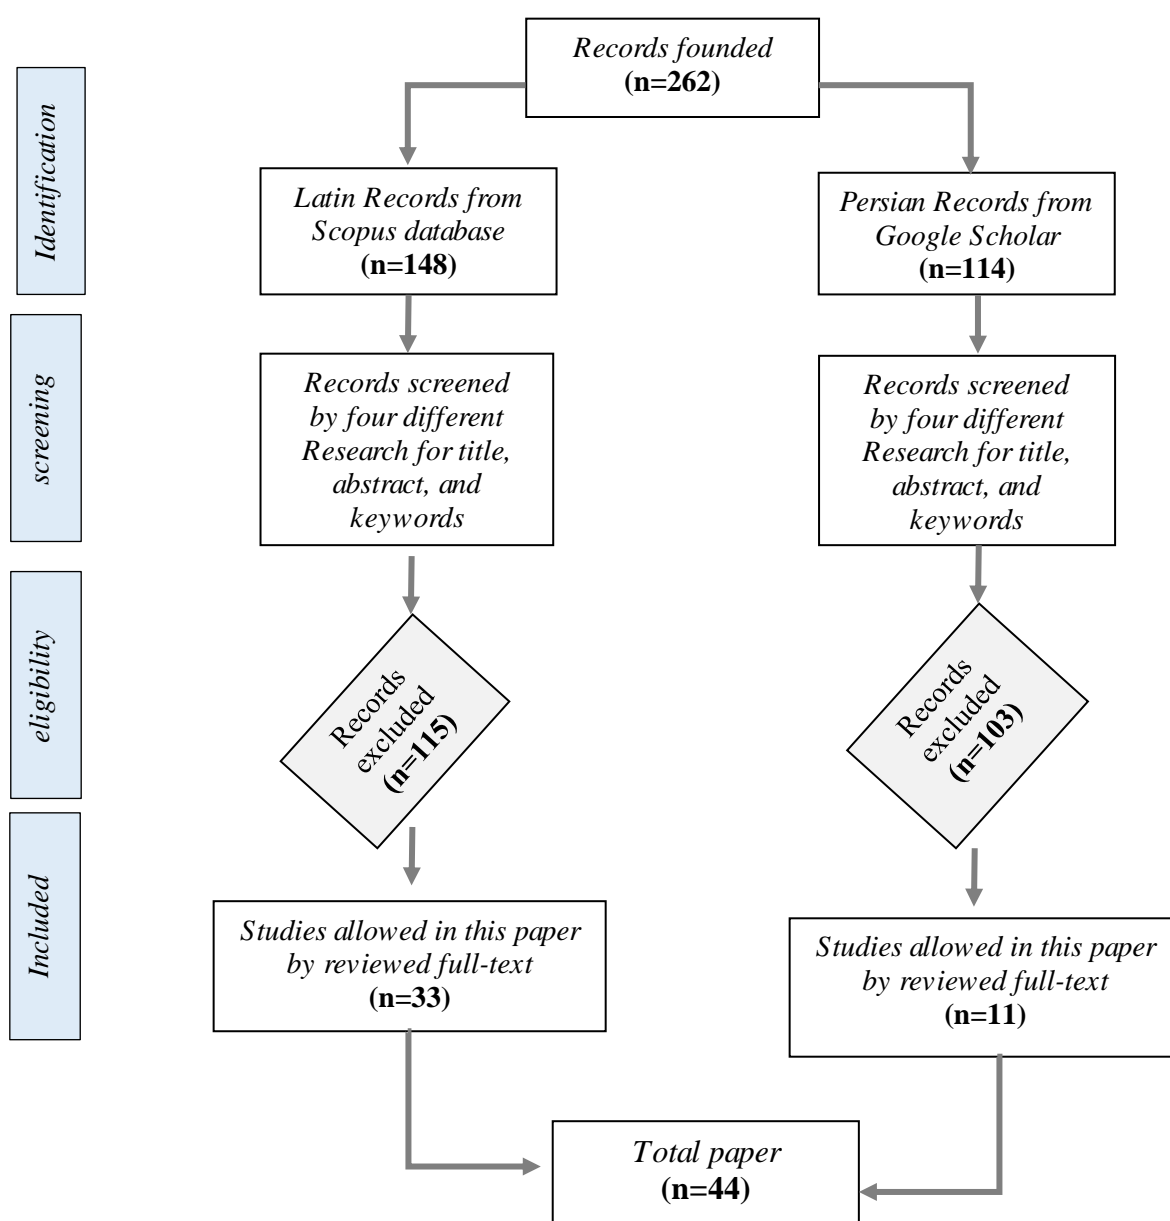 Records founded
(n=262)
Identification
Latin Records from
Scopus database
(n=148)
Persian Records from
Google Scholar
(n=114)
screening
Records screened
by four different
Research for title,
abstract, and
keywords
Records screened
by four different
Research for title,
abstract, and
keywords
eligibility
Records
excluded
(n=115)
Records
excluded
(n=103)
Included
Studies allowed in this paper
by reviewed full-text
(n=33)
Studies allowed in this paper
by reviewed full-text
(n=11)
Total paper
(n=44)